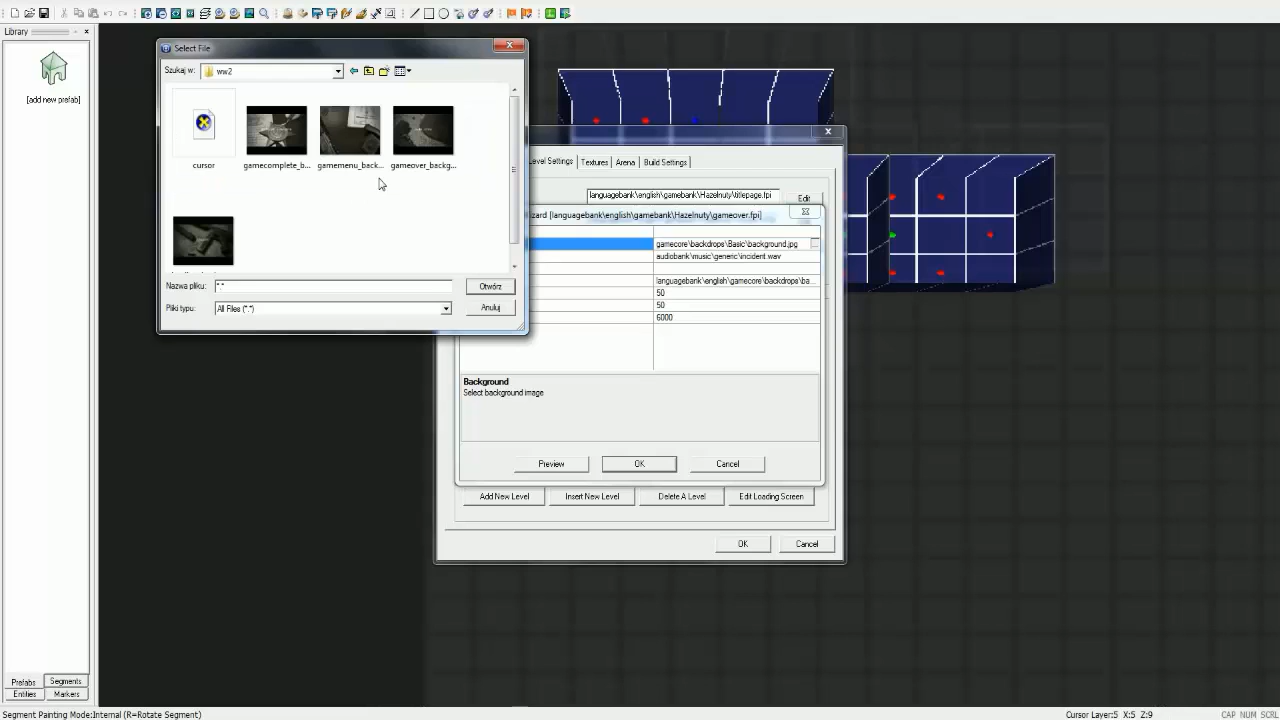 Library
[add new prefab]
Prefabs
Segments
Entities
Markers
Select File
Szukaj w:
ww2
cursor
gamecomplete_b...
gamemenu_back...
gameover_backg...
Nazwa pliku:
*.*
Otwórz
Pliki typu:
All Files (*.*)
Anuluj
Level Settings
Textures
Arena
Build Settings
languagebank\english\gamebank\Hazelnuty\titlepage.fpi
Edit
izard [languagebank\english\gamebank\Hazelnuty\gameover.fpi]
gamecore\backdrops\Basic\background.jpg
audiobank\music\generic\incident.wav
languagebank\english\gamecore\backdrops\ba...
50
50
6000
Background
Select background image
Preview
OK
Cancel
Add New Level
Insert New Level
Delete A Level
Edit Loading Screen
OK
Cancel
Segment Painting Mode:Internal (R=Rotate Segment)
Cursor Layer:5 X:5 Z:9
CAP NUM SCRL